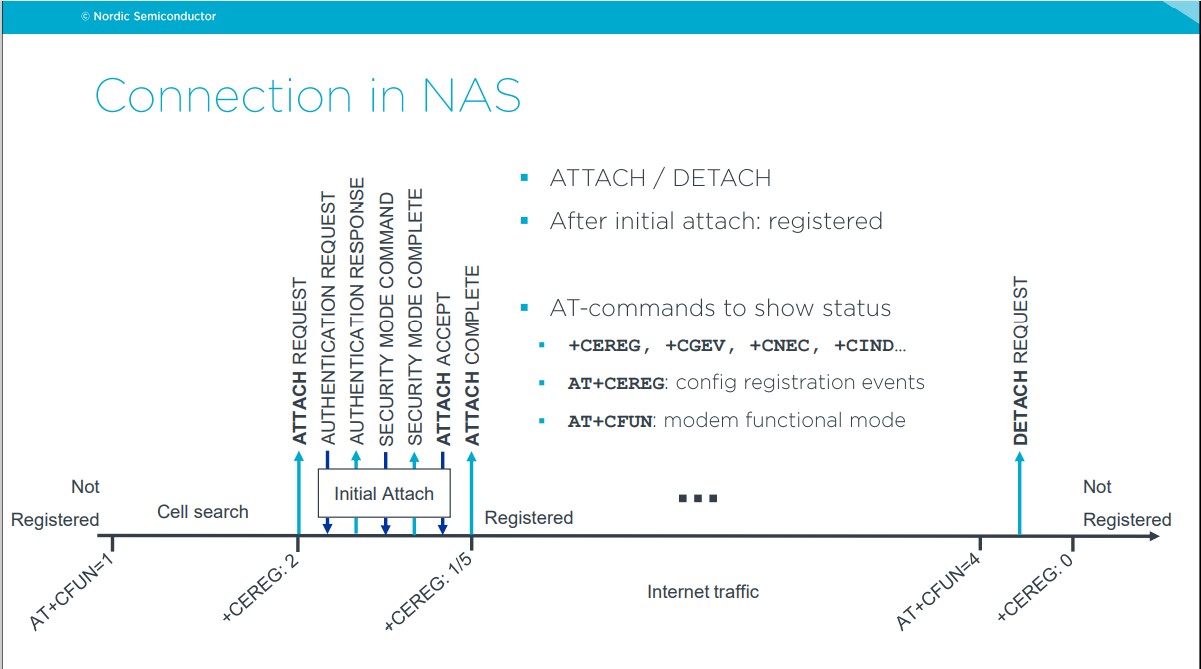 © Nordic Semiconductor
Connection in NAS
ATTACH / DETACH
After initial attach: registered
AT-commands to show status
+CEREG, +CGEV, +CNEC, +CIND…
AT+CEREG: config registration events
AT+CFUN: modem functional mode
ATTACH REQUEST
AUTHENTICATION REQUEST
AUTHENTICATION RESPONSE
SECURITY MODE COMMAND
SECURITY MODE COMPLETE
ATTACH ACCEPT
ATTACH COMPLETE
DETACH REQUEST
Not
Registered
Cell search
Initial Attach
Registered
Not
Registered
AT+CFUN=1
+CEREG: 2
+CEREG: 1/5
Internet traffic
AT+CFUN=4
+CEREG: 0